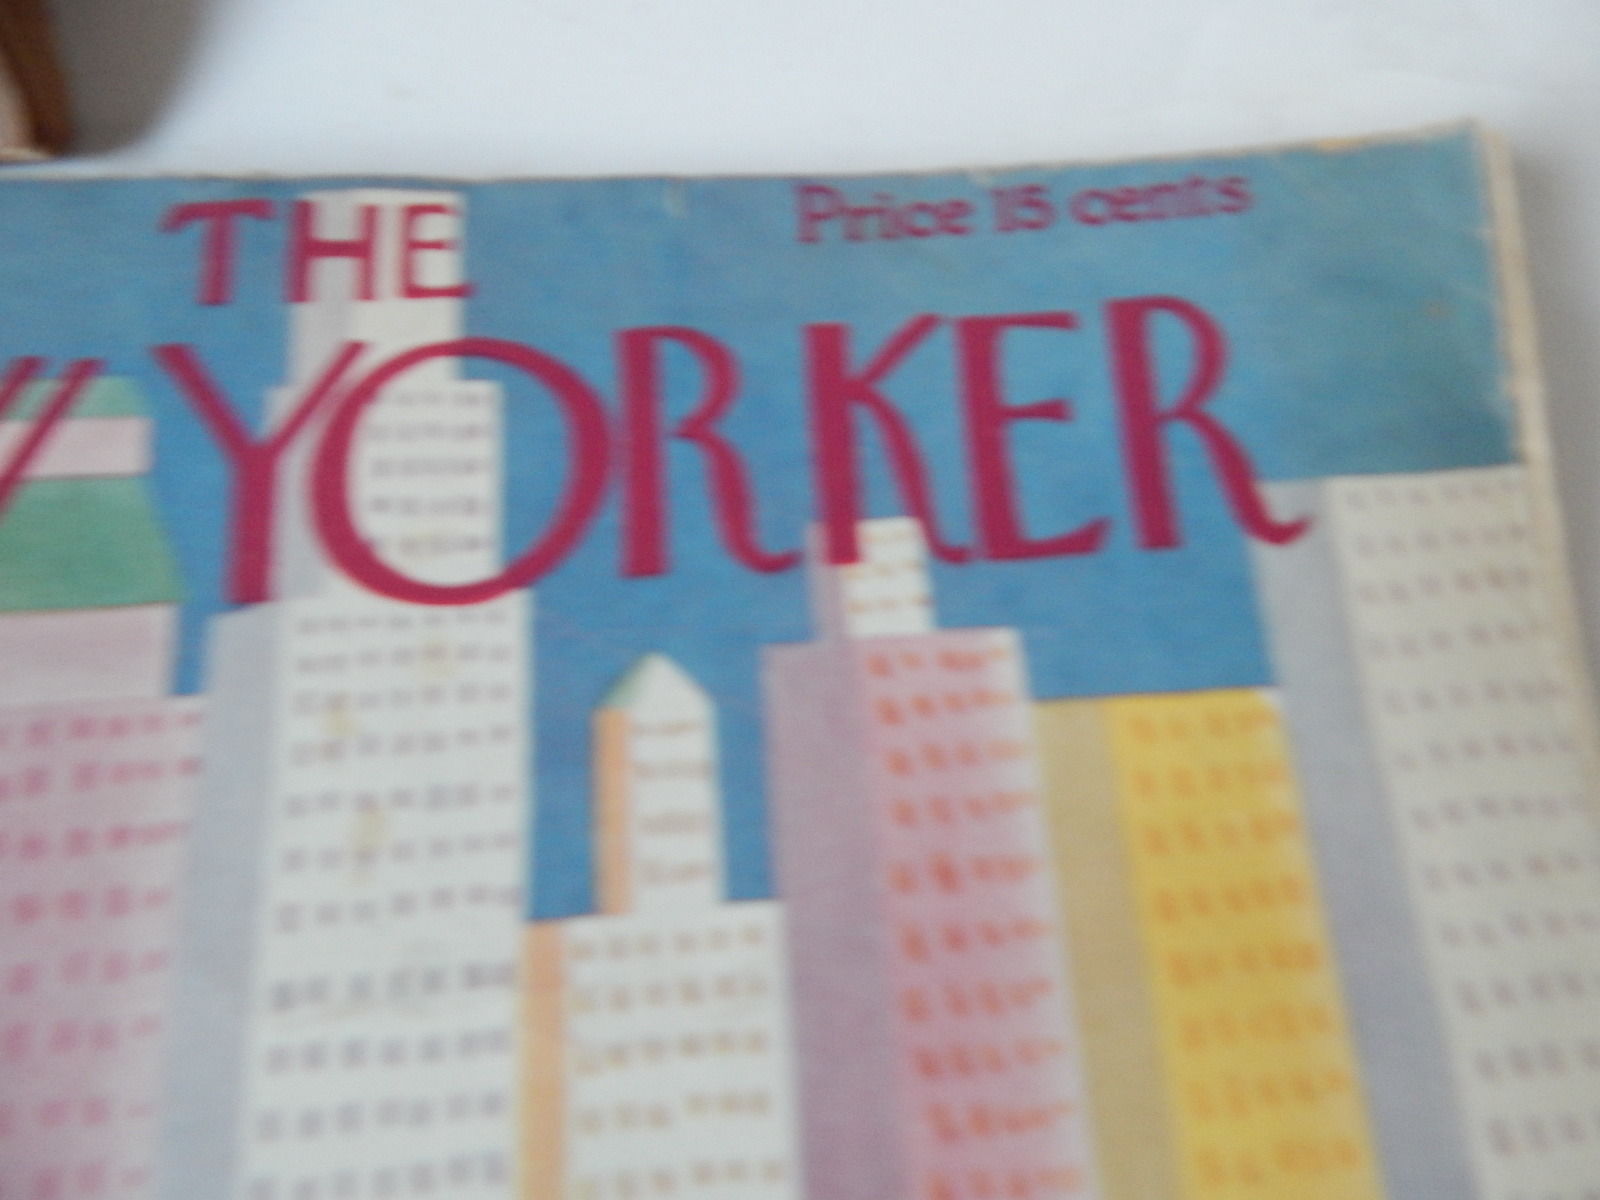 THE
Price 15 cents
W YORKER